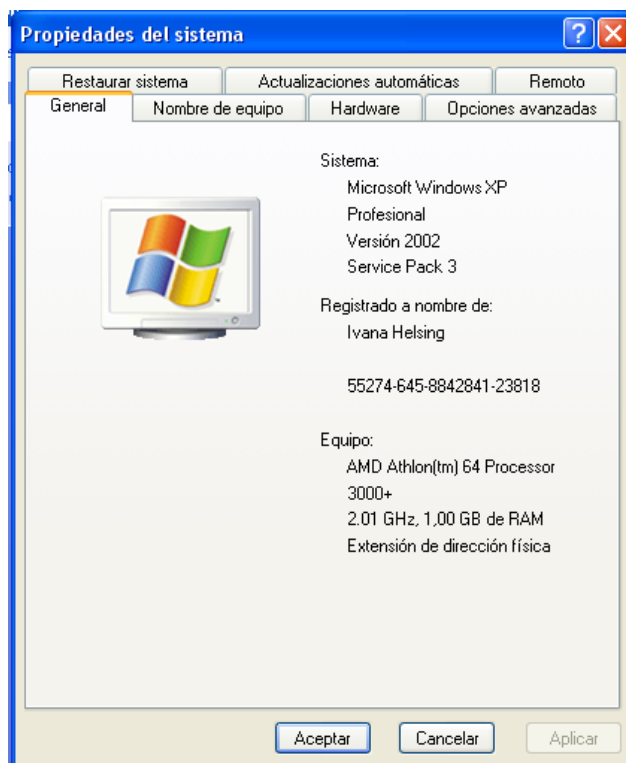 Propiedades del sistema
Restaurar sistema
Actualizaciones automáticas
Remoto
General
Nombre de equipo
Hardware
Opciones avanzadas
Sistema:
Microsoft Windows XP
Profesional
Versión 2002
Service Pack 3
Registrado a nombre de:
Ivana Helsing
55274-645-8842841-23818
Equipo:
AMD Athlon(tm) 64 Processor
3000+
2.01 GHz, 1,00 GB de RAM
Extensión de dirección física
Aceptar
Cancelar
Aplicar